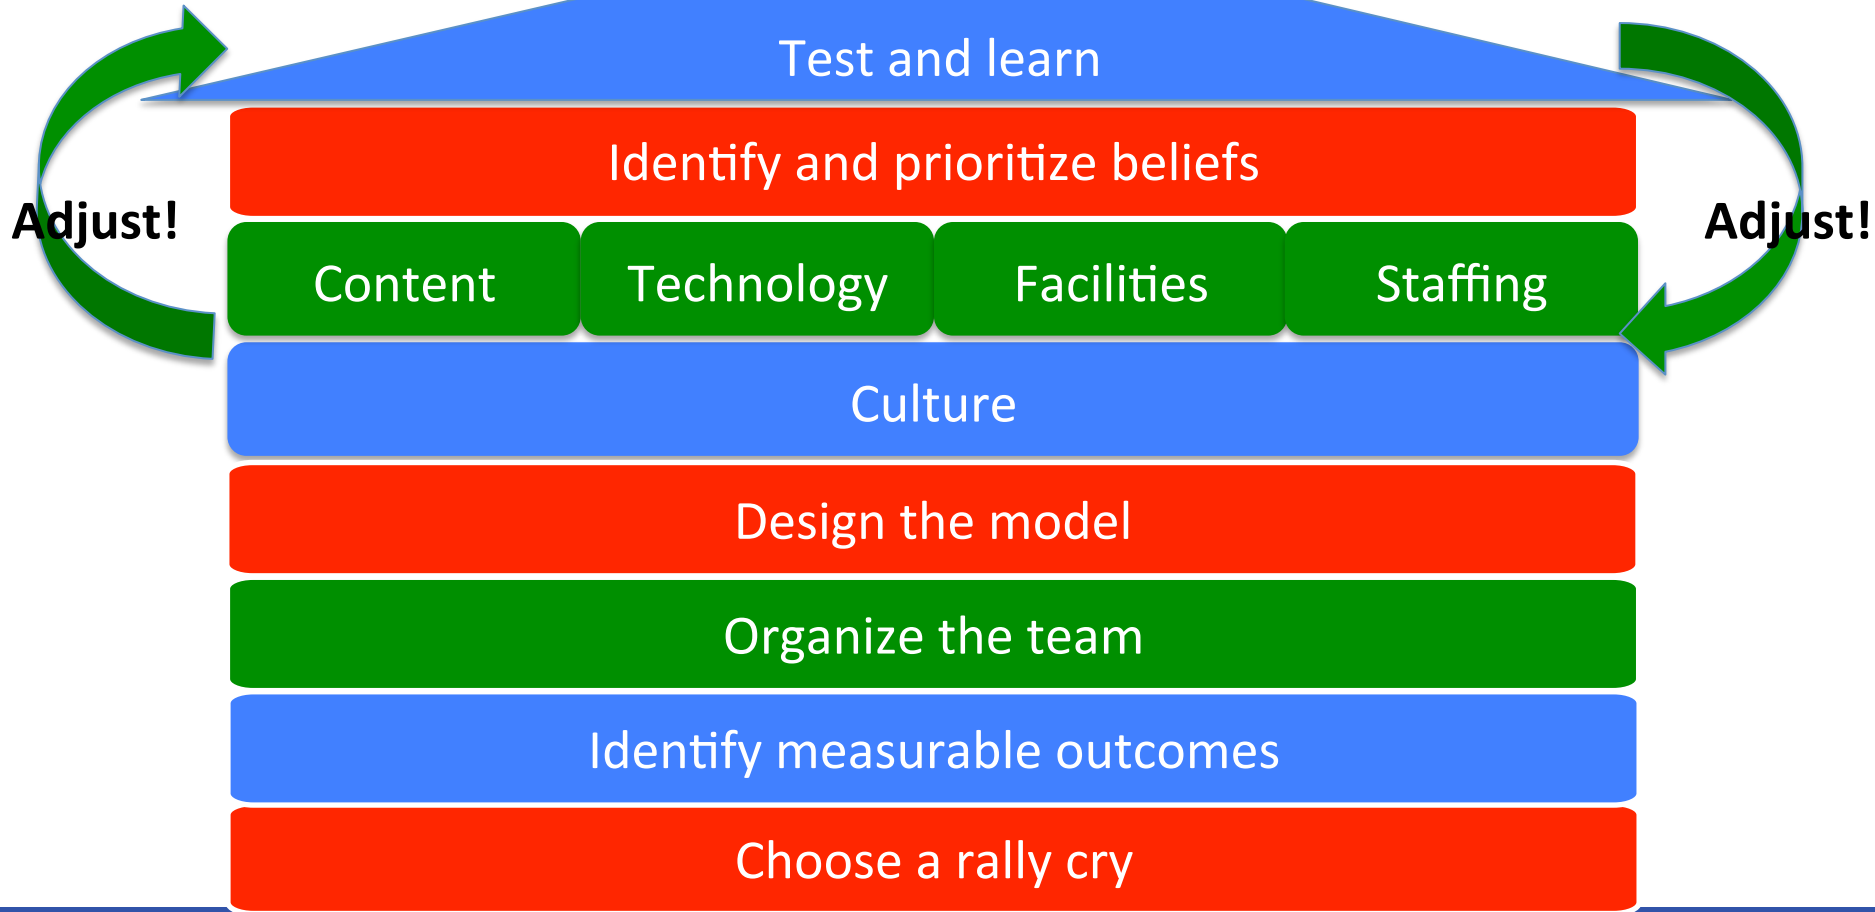 Test and learn
Identify and prioritize beliefs
Adjust!
Adjust!
Content Technology Facilities Staffing
Culture
Design the model
Organize the team
Identify measurable outcomes
Choose a rally cry